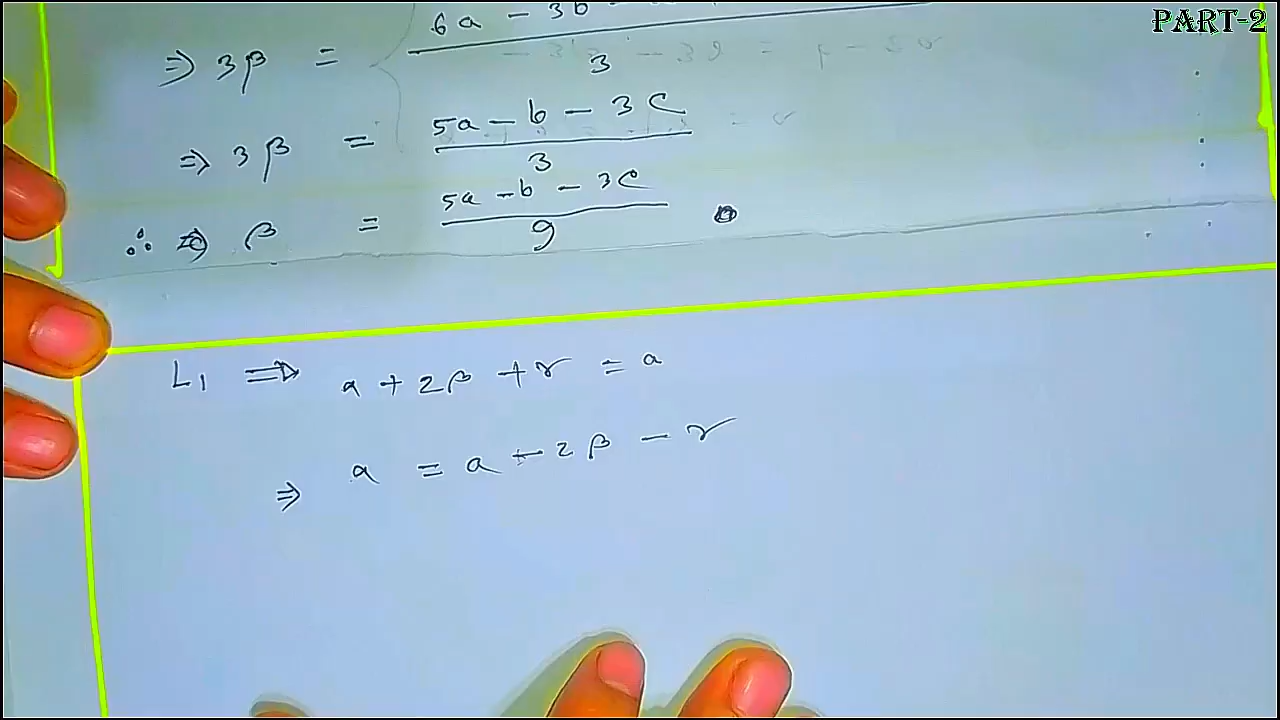 PART-2
6a - 3b -
⇒ 3β = 3
5a - b - 3c
⇒ 3β = 3
5a - b - 3c
∴ ⇒ β = 9
L1 ⇒ α + 2β + γ = a
⇒ α = a - 2β - γ